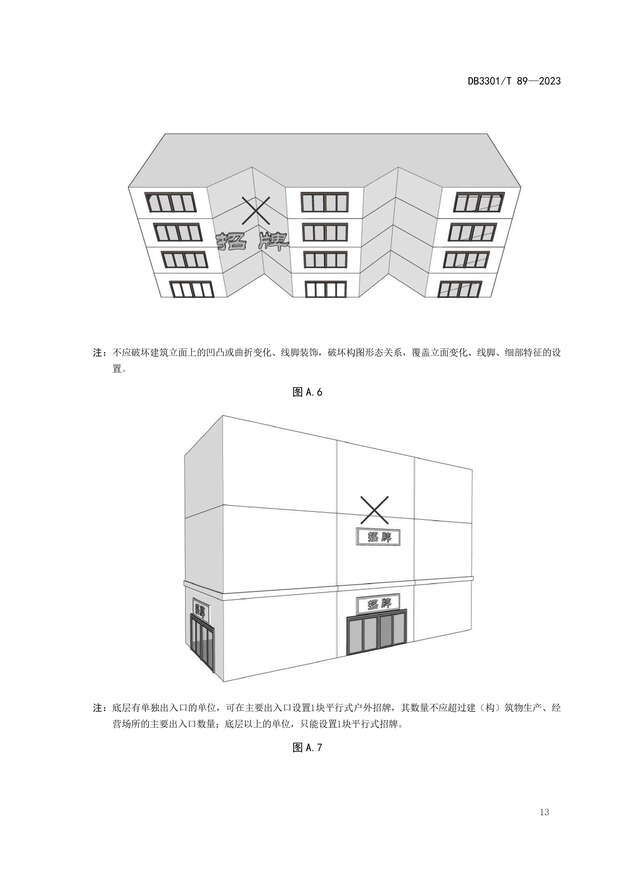 DB3301/T 89—2023
招牌
注：不应破坏建筑立面上的凹凸或曲折变化、线脚装饰，破坏构图形态关系，覆盖立面变化、线脚、细部特征的设
置。
图 A.6
招牌
招牌
招牌
注：底层有单独出入口的单位，可在主要出入口设置1块平行式户外招牌，其数量不应超过建（构）筑物生产、经
营场所的主要出入口数量；底层以上的单位，只能设置1块平行式招牌。
图 A.7
13